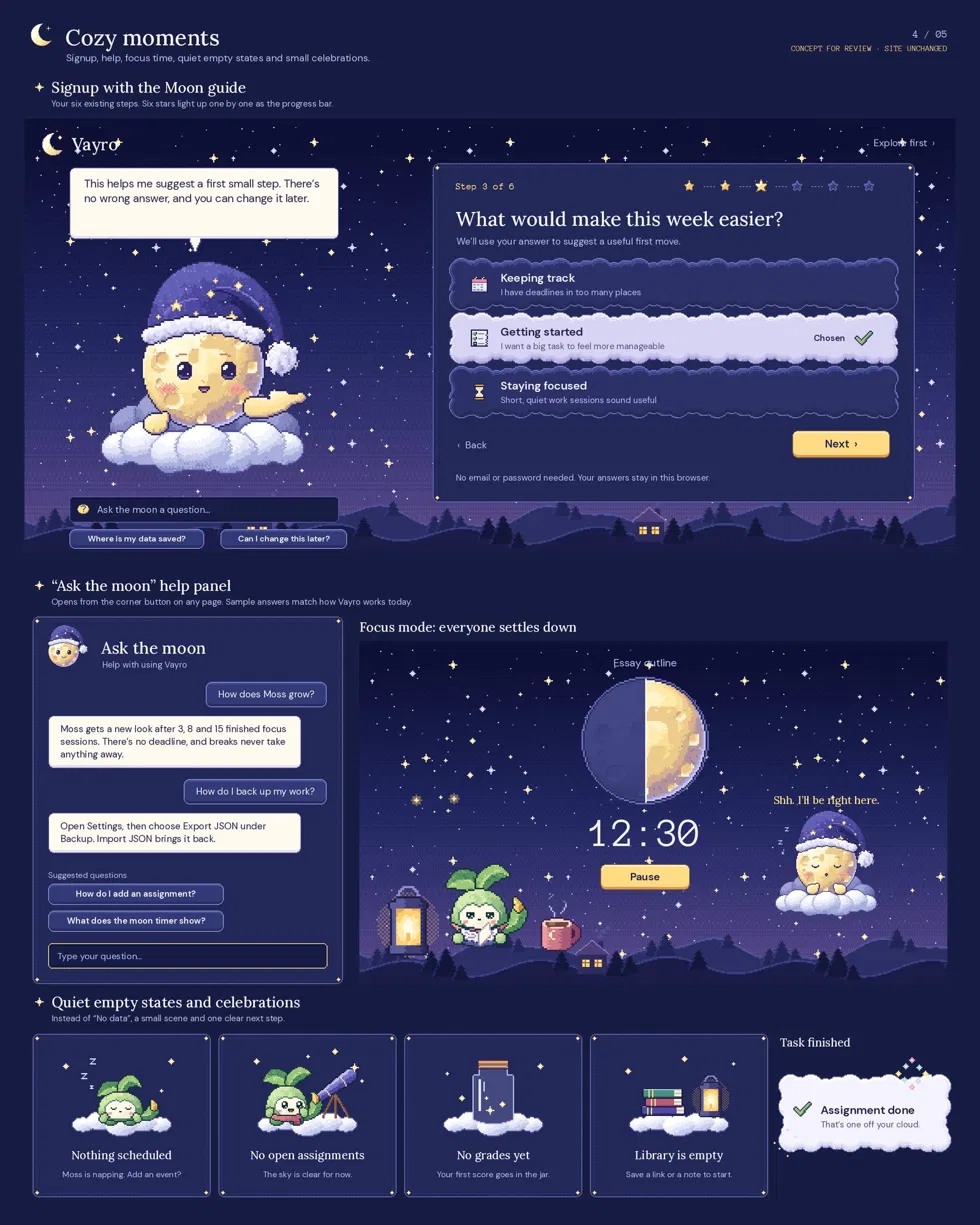 Cozy moments
Signup, help, focus time, quiet empty states and small celebrations.
4 / 05
CONCEPT FOR REVIEW · SITE UNCHANGED
Signup with the Moon guide
Your six existing steps. Six stars light up one by one as the progress bar.
Vayro
Explore first ›
This helps me suggest a first small step. There's
no wrong answer, and you can change it later.
Step 3 of 6
What would make this week easier?
We'll use your answer to suggest a useful first move.
Keeping track
I have deadlines in too many places
Getting started
I want a big task to feel more manageable
Chosen
Staying focused
Short, quiet work sessions sound useful
‹ Back
Next ›
No email or password needed. Your answers stay in this browser.
? Ask the moon a question...
Where is my data saved?
Can I change this later?
“Ask the moon” help panel
Opens from the corner button on any page. Sample answers match how Vayro works today.
Ask the moon
Help with using Vayro
How does Moss grow?
Moss gets a new look after 3, 8 and 15 finished focus
sessions. There's no deadline, and breaks never take
anything away.
How do I back up my work?
Open Settings, then choose Export JSON under
Backup. Import JSON brings it back.
Suggested questions
How do I add an assignment?
What does the moon timer show?
Type your question...
Focus mode: everyone settles down
Essay outline
12:30
Pause
Shh. I'll be right here.
z
z
Quiet empty states and celebrations
Instead of “No data”, a small scene and one clear next step.
Z
Z
z
Nothing scheduled
Moss is napping. Add an event?
No open assignments
The sky is clear for now.
No grades yet
Your first score goes in the jar.
Library is empty
Save a link or a note to start.
Task finished
Assignment done
That's one off your cloud.